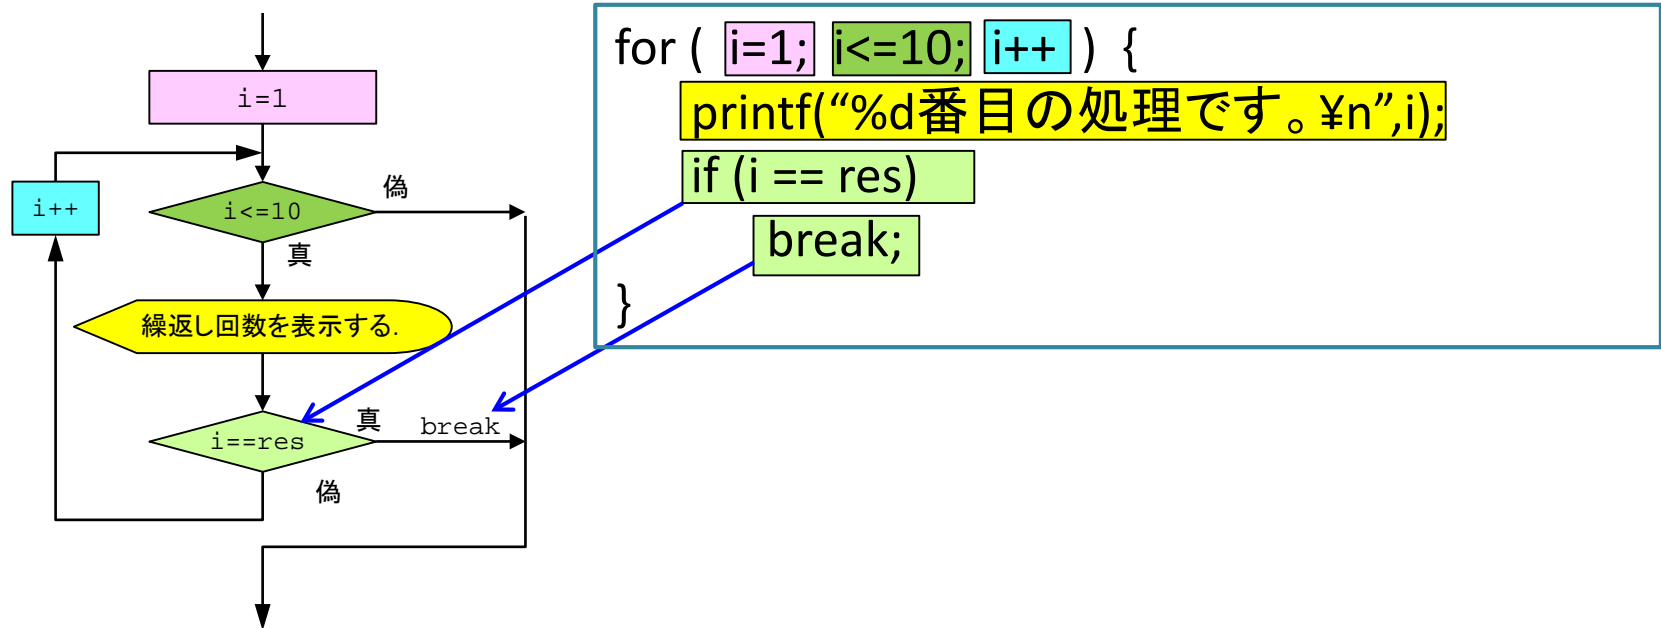 i=1
i++
i<=10
偽
真
繰返し回数を表示する.
i==res
真
break
偽
for ( i=1; i<=10; i++ ) {
printf(“%d番目の処理です。¥n”,i);
if (i == res)
break;
}